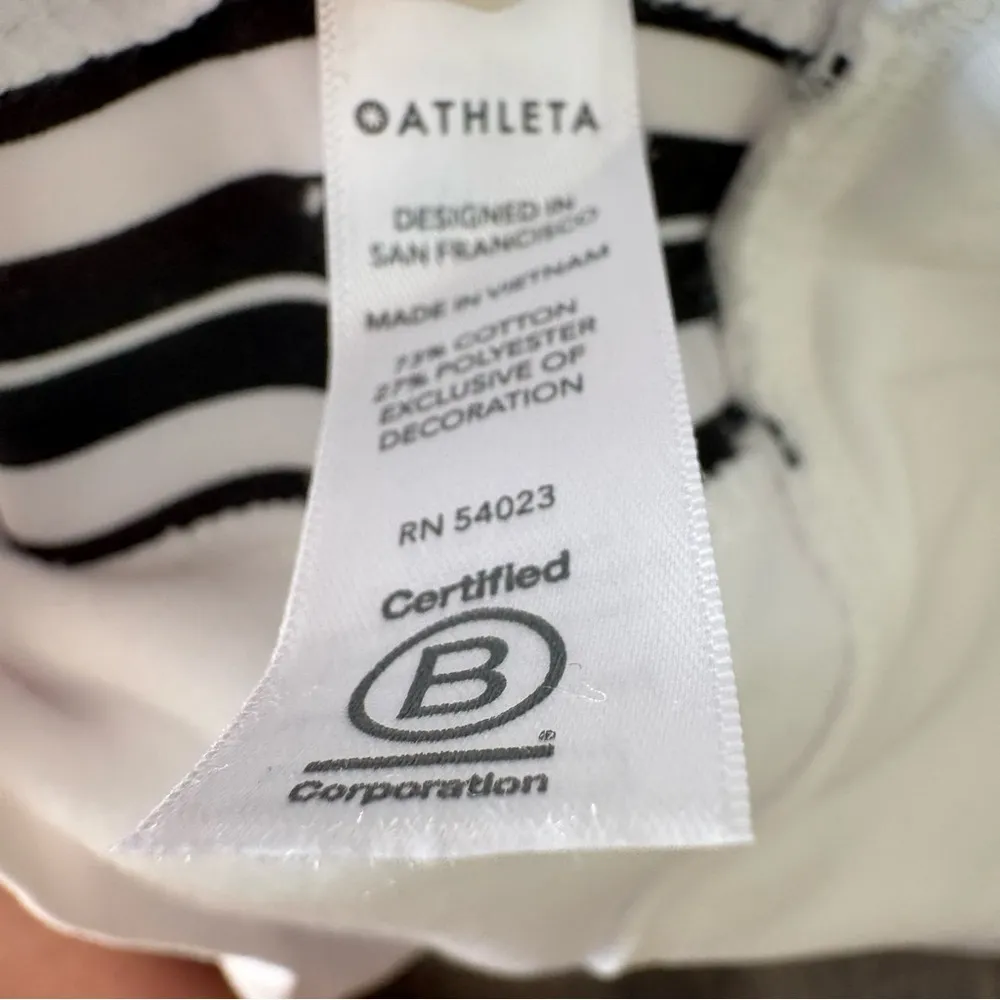 ATHLETA
DESIGNED IN
SAN FRANCISCO
MADE IN VIETNAM
73% COTTON
27% POLYESTER
EXCLUSIVE OF
DECORATION
RN 54023
Certified
B
®
Corporation